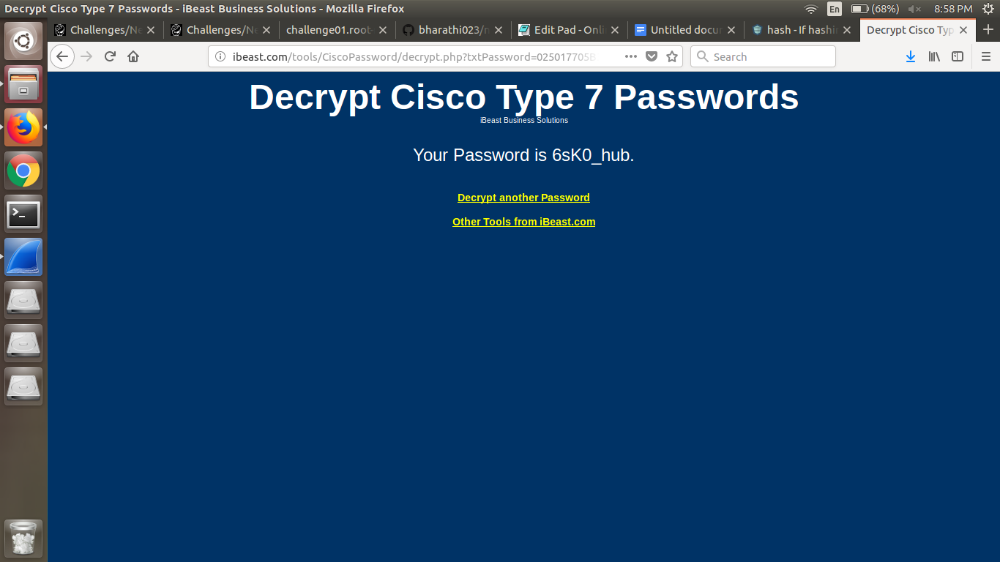 Decrypt Cisco Type 7 Passwords - iBeast Business Solutions - Mozilla Firefox
En (68%) 8:58 PM
Challenges/Ne Challenges/Ne challenge01.root- bharathi023/n Edit Pad - Onli Untitled docu hash - If hashi Decrypt Cisco Typ
ibeast.com/tools/CiscoPassword/decrypt.php?txtPassword=025017705B Search
Decrypt Cisco Type 7 Passwords
iBeast Business Solutions
Your Password is 6sK0_hub.
Decrypt another Password
Other Tools from iBeast.com